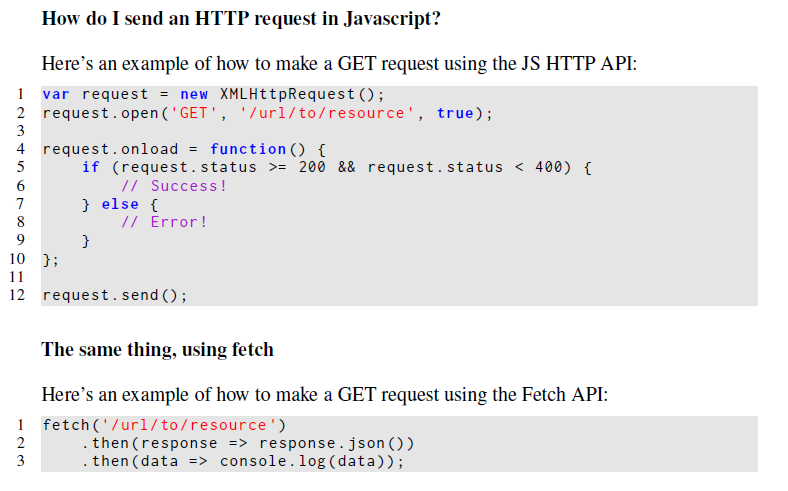 How do I send an HTTP request in Javascript?
Here's an example of how to make a GET request using the JS HTTP API:
1 var request = new XMLHttpRequest();
2 request.open('GET', '/url/to/resource', true);
3
4 request.onload = function() {
5     if (request.status >= 200 && request.status < 400) {
6         // Success!
7     } else {
8         // Error!
9     }
10 };
11
12 request.send();
The same thing, using fetch
Here's an example of how to make a GET request using the Fetch API:
1 fetch('/url/to/resource')
2     .then(response => response.json())
3     .then(data => console.log(data));